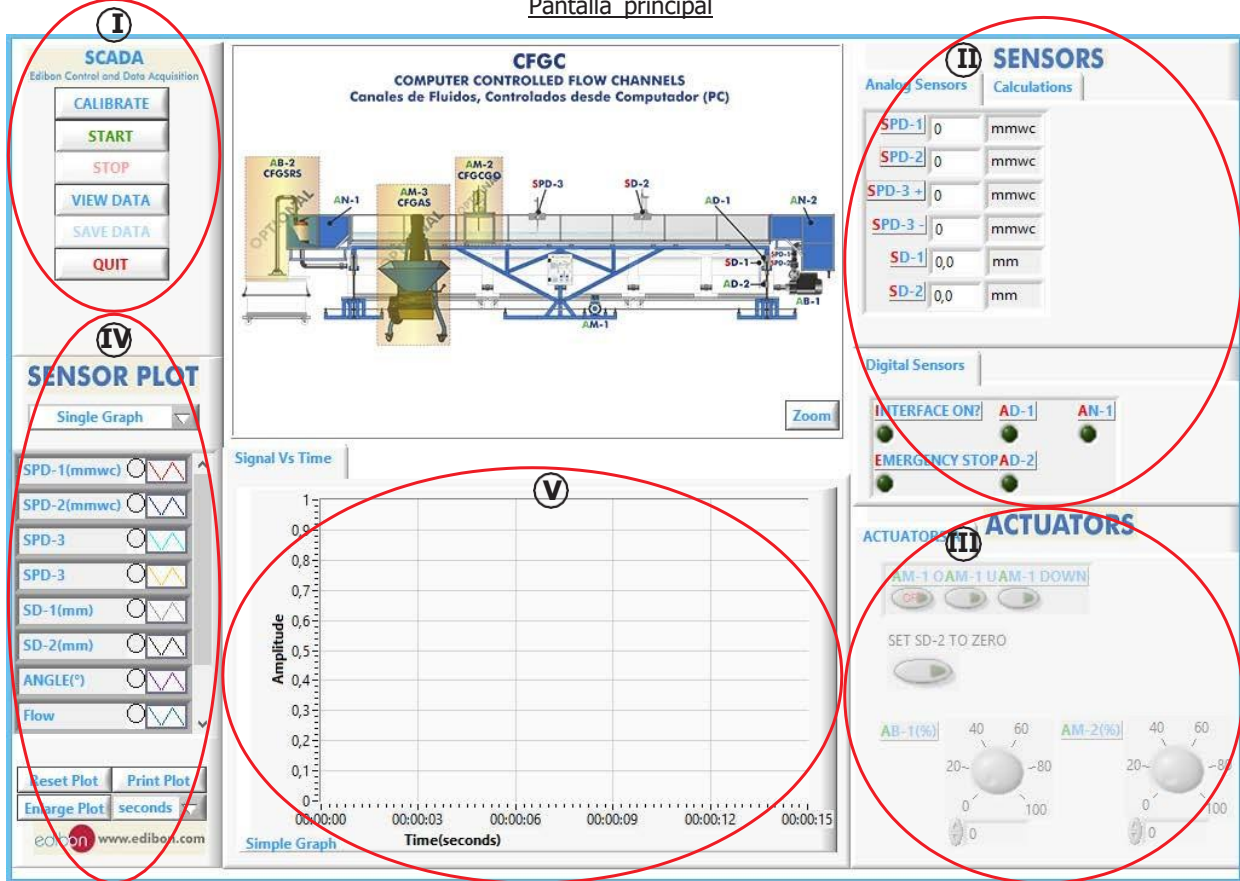 Pantalla principal
I
SCADA
Edibon Control and Data Acquisition
CALIBRATE
START
STOP
VIEW DATA
SAVE DATA
QUIT
CFGC
COMPUTER CONTROLLED FLOW CHANNELS
Canales de Fluidos, Controlados desde Computador (PC)
AB-2
CFGSRS
OPTIONAL
AN-1
AM-3
CFGAS
OPTIONAL
AM-2
CFGCGO
OPTIONAL
SPD-3
SD-2
AD-1
AN-2
SD-1
SPD-1
SPD-2
AD-2
AB-1
AM-1
Zoom
II
SENSORS
Analog Sensors
Calculations
SPD-1 0 mmwc
SPD-2 0 mmwc
SPD-3 + 0 mmwc
SPD-3 - 0 mmwc
SD-1 0,0 mm
SD-2 0,0 mm
Digital Sensors
INTERFACE ON? AD-1 AN-1
EMERGENCY STOP AD-2
IV
SENSOR PLOT
Single Graph
SPD-1(mmwc)
SPD-2(mmwc)
SPD-3
SPD-3
SD-1(mm)
SD-2(mm)
ANGLE(°)
Flow
Reset Plot Print Plot
Enlarge Plot seconds
edibon www.edibon.com
Signal Vs Time
V
1
0,9
0,8
0,7
0,6
0,5
0,4
0,3
0,2
0,1
0
Amplitude
00:00:00 00:00:03 00:00:06 00:00:09 00:00:12 00:00:15
Simple Graph
Time(seconds)
III
ACTUATORS
ACTUATORS
AM-1 O AM-1 U AM-1 DOWN
OFF
SET SD-2 TO ZERO
AB-1(%)
0 20 40 60 80 100
0
AM-2(%)
0 20 40 60 80 100
0